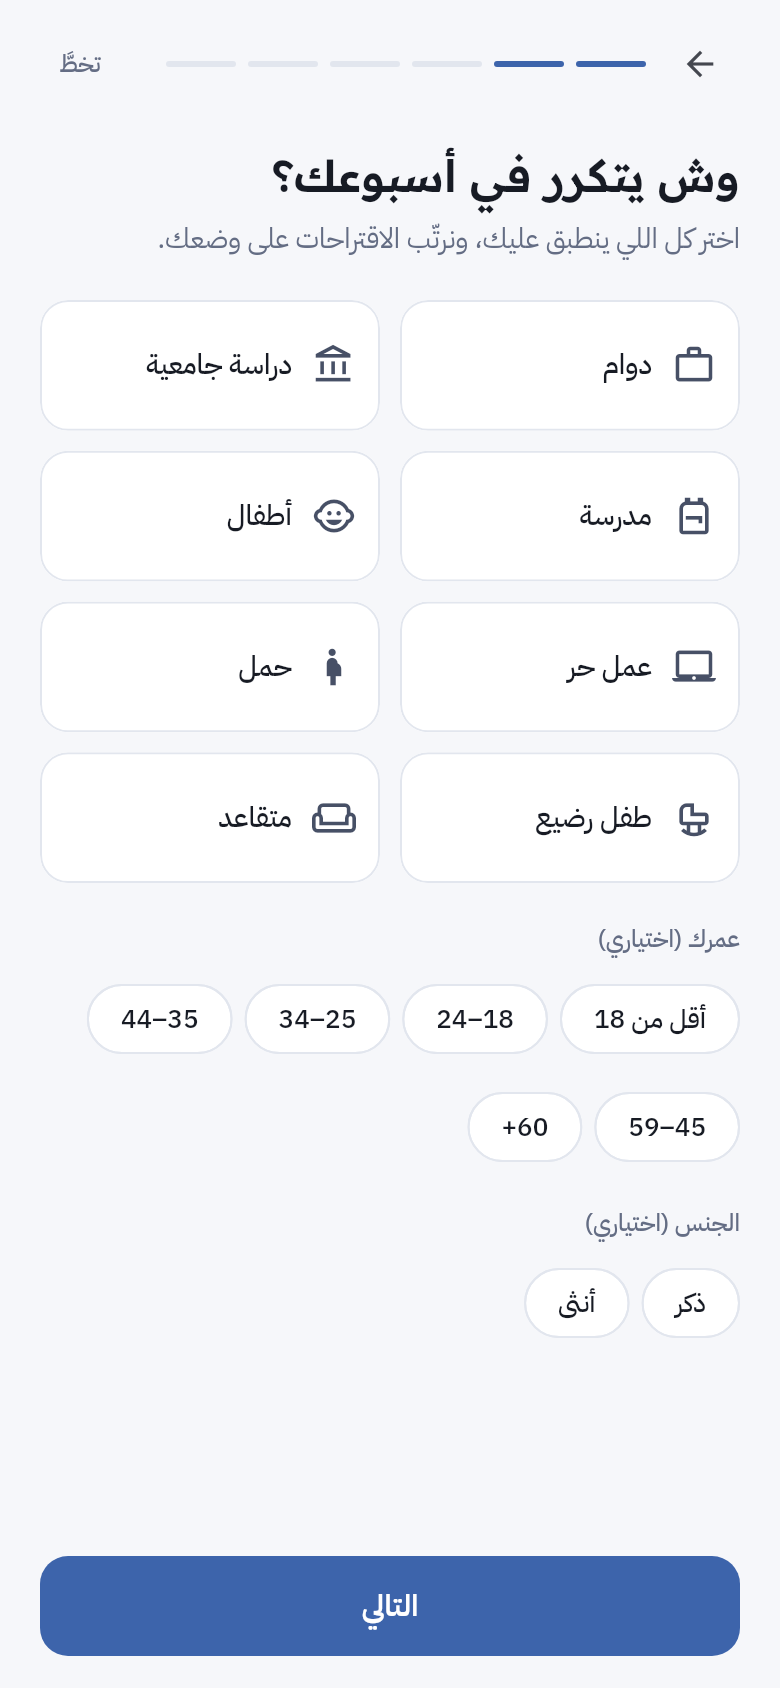 تخطَّ
وش يتكرر في أسبوعك؟
اختر كل اللي ينطبق عليك، ونرتّب الاقتراحات على وضعك.
دوام
دراسة جامعية
مدرسة
أطفال
عمل حر
حمل
طفل رضيع
متقاعد
عمرك (اختياري)
أقل من 18
18–24
25–34
35–44
45–59
60+
الجنس (اختياري)
ذكر
أنثى
التالي